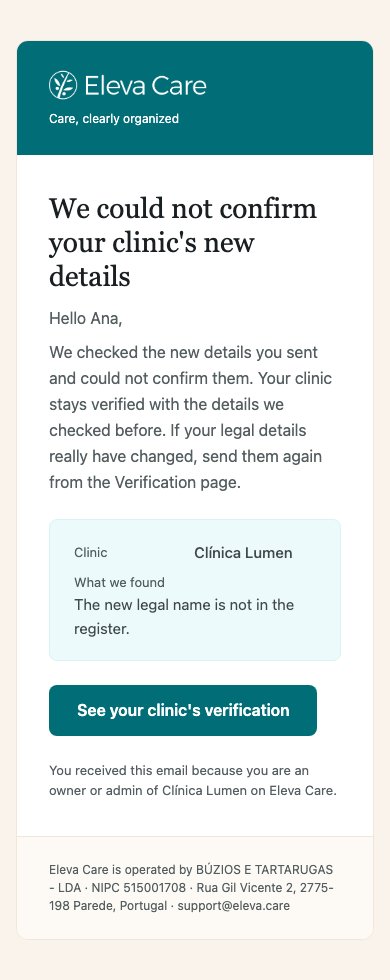 Eleva Care
Care, clearly organized
We could not confirm
your clinic's new
details
Hello Ana,
We checked the new details you sent
and could not confirm them. Your clinic
stays verified with the details we
checked before. If your legal details
really have changed, send them again
from the Verification page.
Clinic Clínica Lumen
What we found
The new legal name is not in the
register.
See your clinic's verification
You received this email because you are an
owner or admin of Clínica Lumen on Eleva Care.
Eleva Care is operated by BÚZIOS E TARTARUGAS
- LDA · NIPC 515001708 · Rua Gil Vicente 2, 2775-
198 Parede, Portugal · support@eleva.care